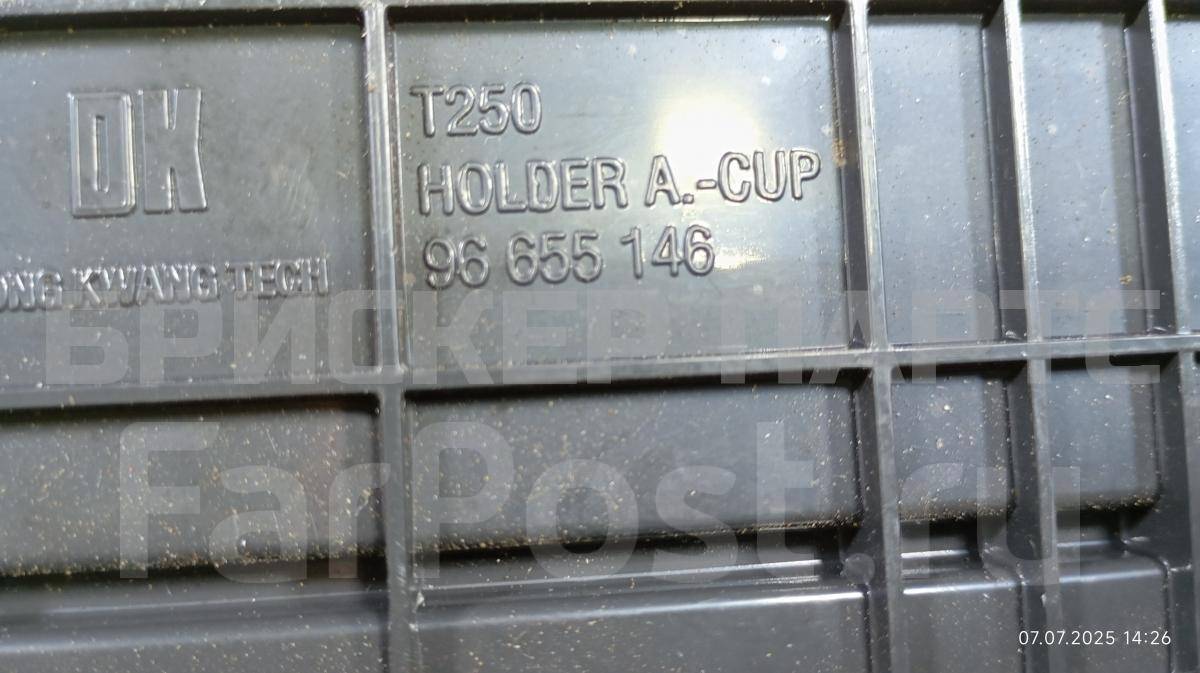 DK
T250
HOLDER A.-CUP
96 655 146
ONG KWANG TECH
БРИСКЕР ПАРТС
FarPost.ru
07.07.2025 14:26